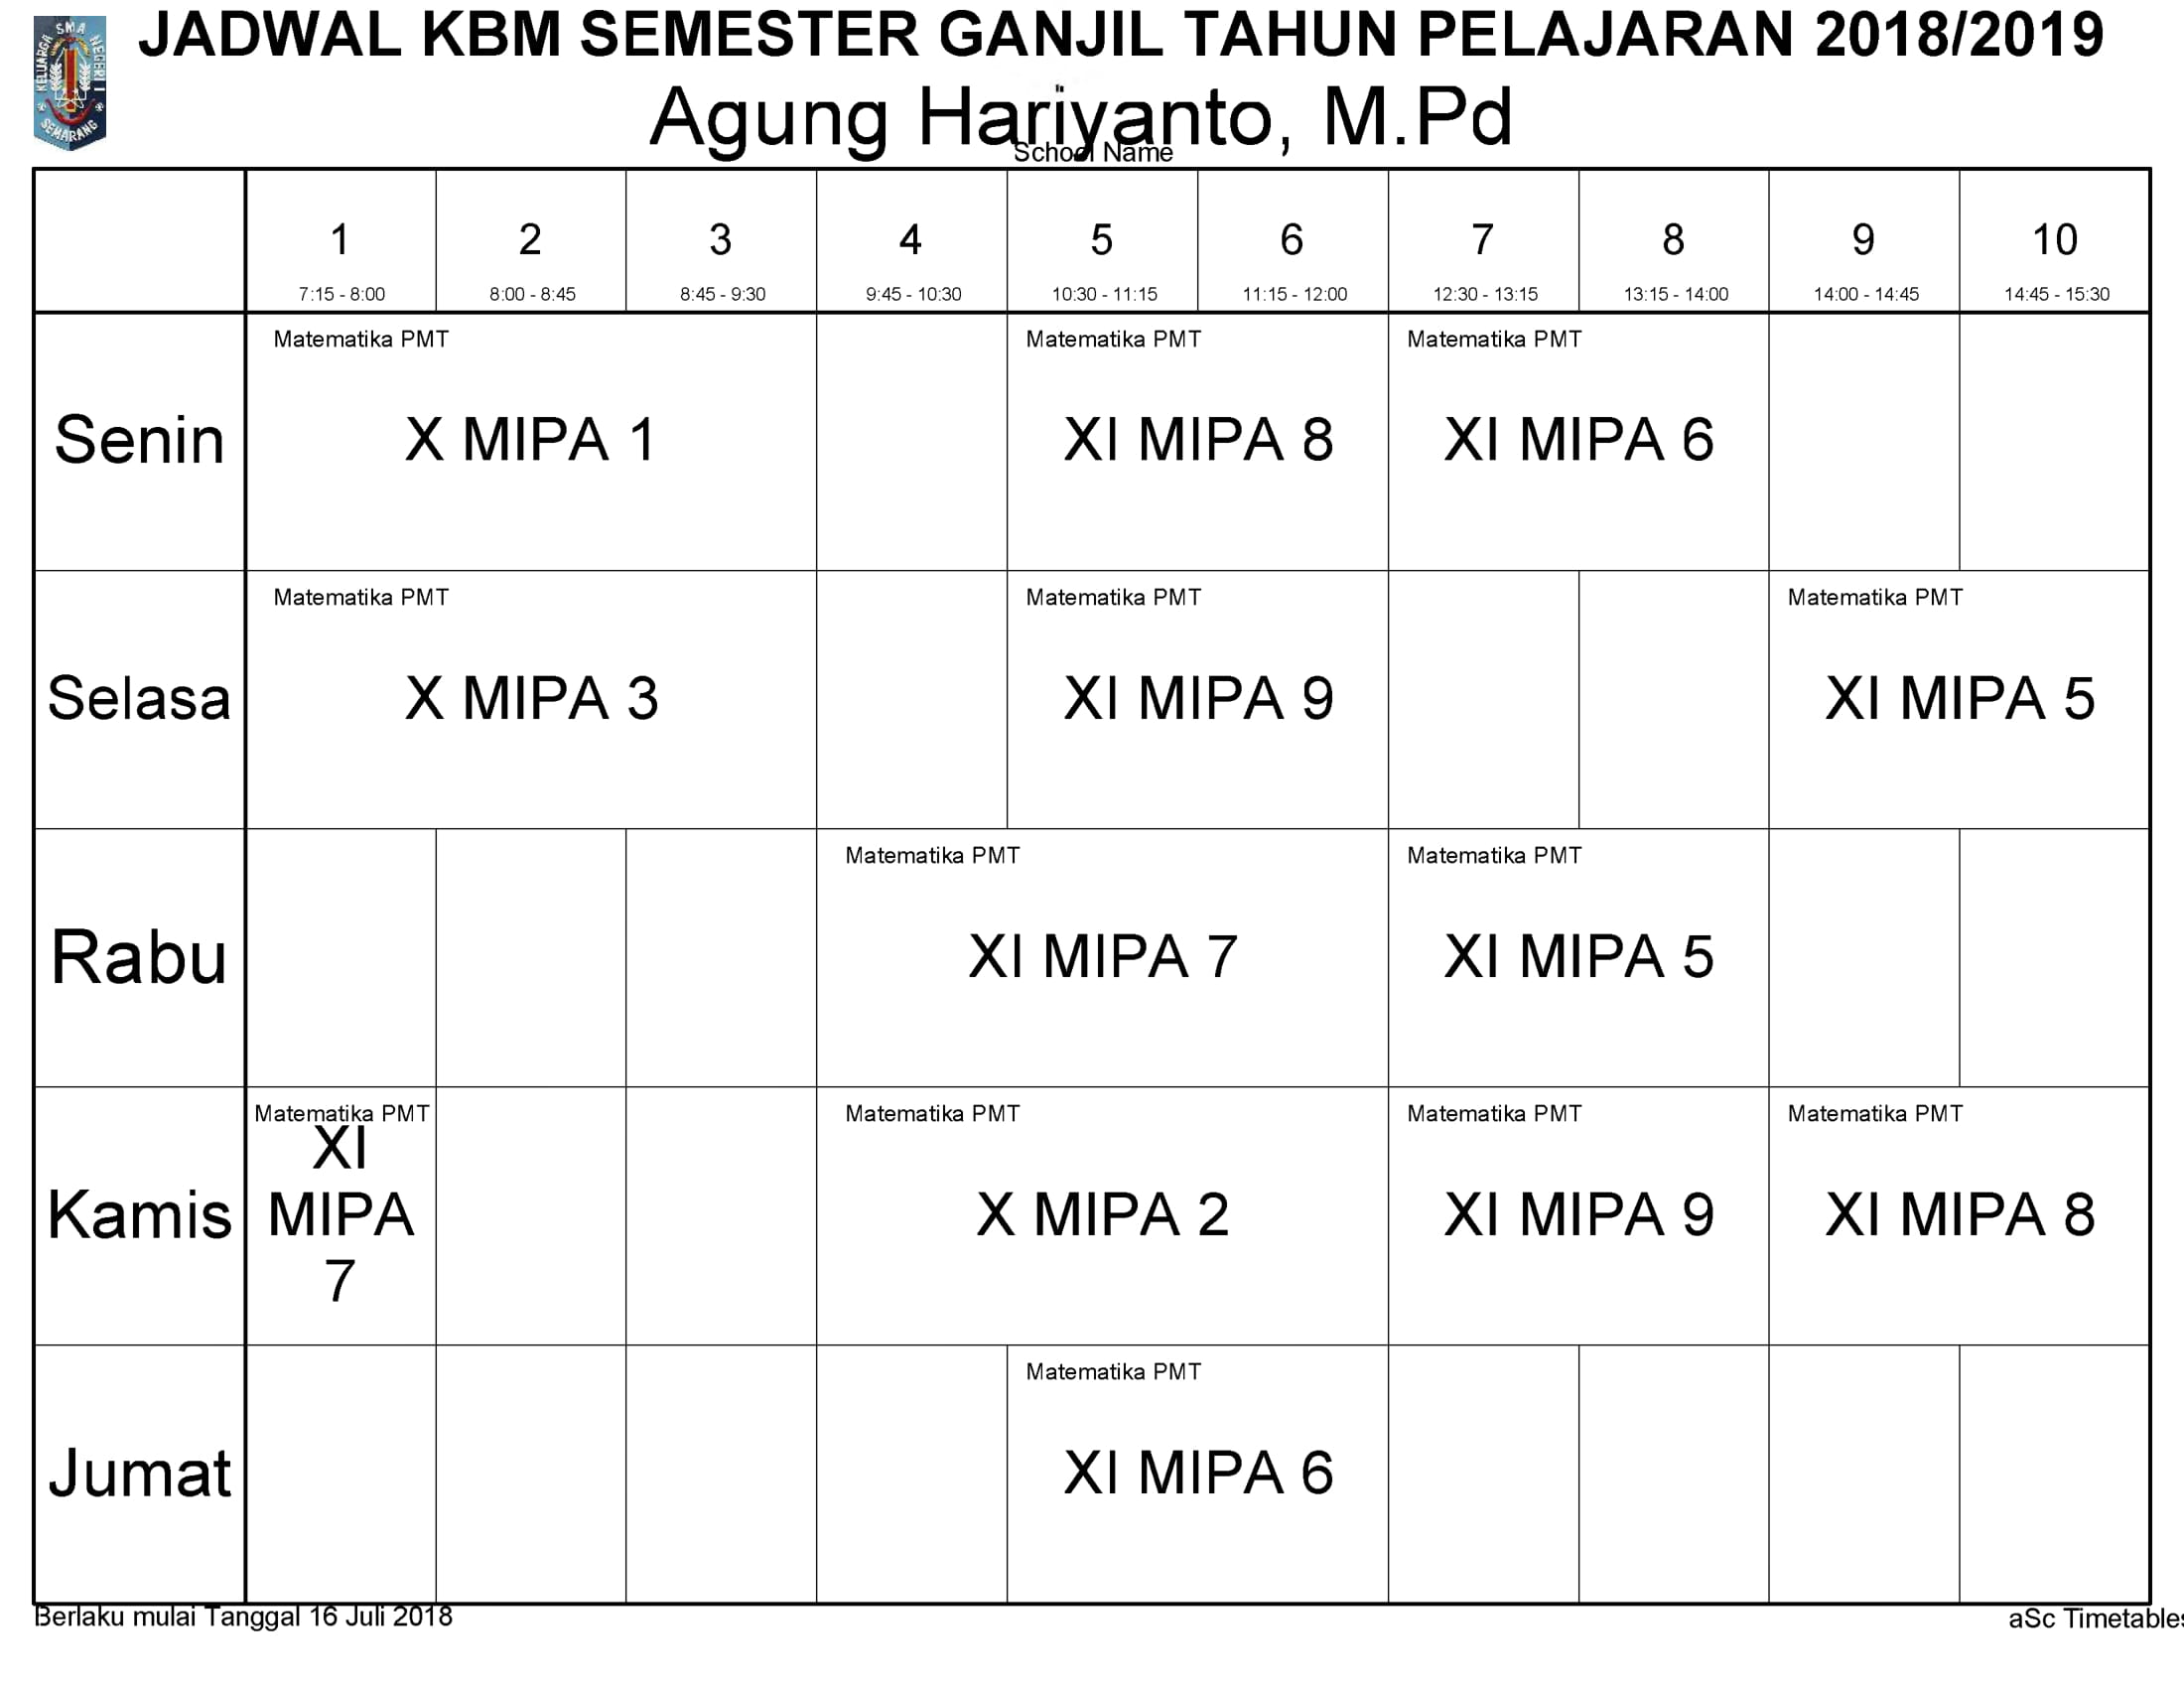 KELUARGA SMA NEGERI 1
SEMARANG
JADWAL KBM SEMESTER GANJIL TAHUN PELAJARAN 2018/2019
Agung Hariyanto, M.Pd
School Name
1 2 3 4 5 6 7 8 9 10
7:15 - 8:00 8:00 - 8:45 8:45 - 9:30 9:45 - 10:30 10:30 - 11:15 11:15 - 12:00 12:30 - 13:15 13:15 - 14:00 14:00 - 14:45 14:45 - 15:30
Matematika PMT Matematika PMT Matematika PMT
Senin X MIPA 1 XI MIPA 8 XI MIPA 6
Matematika PMT Matematika PMT Matematika PMT
Selasa X MIPA 3 XI MIPA 9 XI MIPA 5
Matematika PMT Matematika PMT
Rabu XI MIPA 7 XI MIPA 5
Matematika PMT Matematika PMT Matematika PMT Matematika PMT
XI
Kamis MIPA X MIPA 2 XI MIPA 9 XI MIPA 8
7
Matematika PMT
Jumat XI MIPA 6
Berlaku mulai Tanggal 16 Juli 2018 aSc Timetables